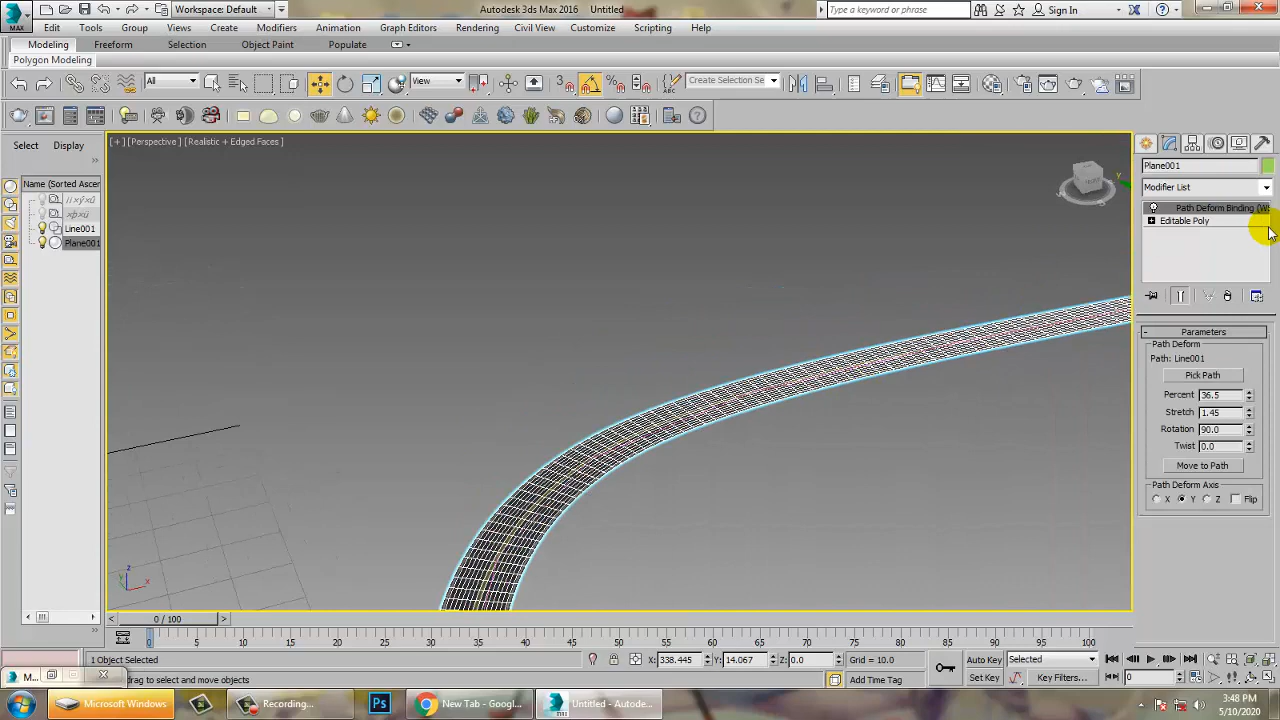 Workspace: Default
Autodesk 3ds Max 2016 Untitled
Type a keyword or phrase
Sign In
MAX
Edit Tools Group Views Create Modifiers Animation Graph Editors Rendering Civil View Customize Scripting Help
Modeling Freeform Selection Object Paint Populate
Polygon Modeling
All
View
Create Selection Se
Select Display
Name (Sorted Ascen
Line001
Plane001
[+] [Perspective] [Realistic + Edged Faces]
Plane001
Modifier List
Path Deform Binding (W
Editable Poly
Parameters
Path Deform
Path: Line001
Pick Path
Percent 36.5
Stretch 1.45
Rotation 90.0
Twist 0.0
Move to Path
Path Deform Axis
X Y Z Flip
0 / 100
0 5 10 15 20 25 30 35 40 45 50 55 60 65 70 75 80 85 90 95 100
1 Object Selected X: 338.445 Y: 14.067 Z: 0.0 Grid = 10.0 Auto Key Selected
M...
drag to select and move objects Add Time Tag Set Key Key Filters... 0
Microsoft Windows Recording... Ps New Tab - Googl... Untitled - Autode...
3:48 PM
5/10/2020